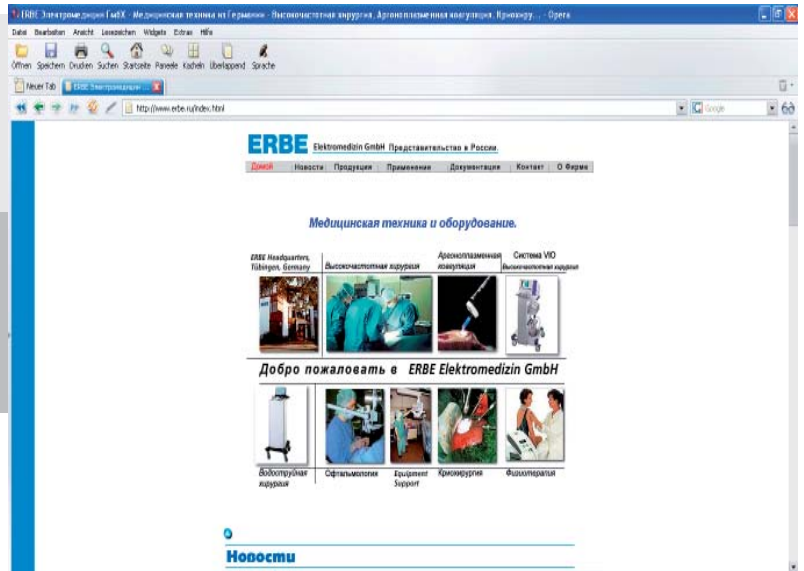 ERBE Электромедицин ГмбХ - Медицинская техника из Германии - Высокочастотная хирургия, Аргоноплазменная коагуляция, Криохиру... - Opera
Datei Bearbeiten Ansicht Lesezeichen Widgets Extras Hilfe
Öffnen Speichern Drucken Suchen Startseite Paneele Kacheln Überlappend Sprache
Neuer Tab ERBE Электромедицин ...
http://www.erbe.ru/index.html Google
ERBE Elektromedizin GmbH Представительство в России.
Домой Новости Продукция Применение Документация Контакт О Фирме
Медицинская техника и оборудование.
ERBE Headquarters, Tübingen, Germany
Высокочастотная хирургия
Аргоноплазменная коагуляция
Система VIO
Высокочастотная хирургия
Добро пожаловать в ERBE Elektromedizin GmbH
Водоструйная хирургия
Офтальмология
Equipment Support
Криохирургия
Физиотерапия
Новости